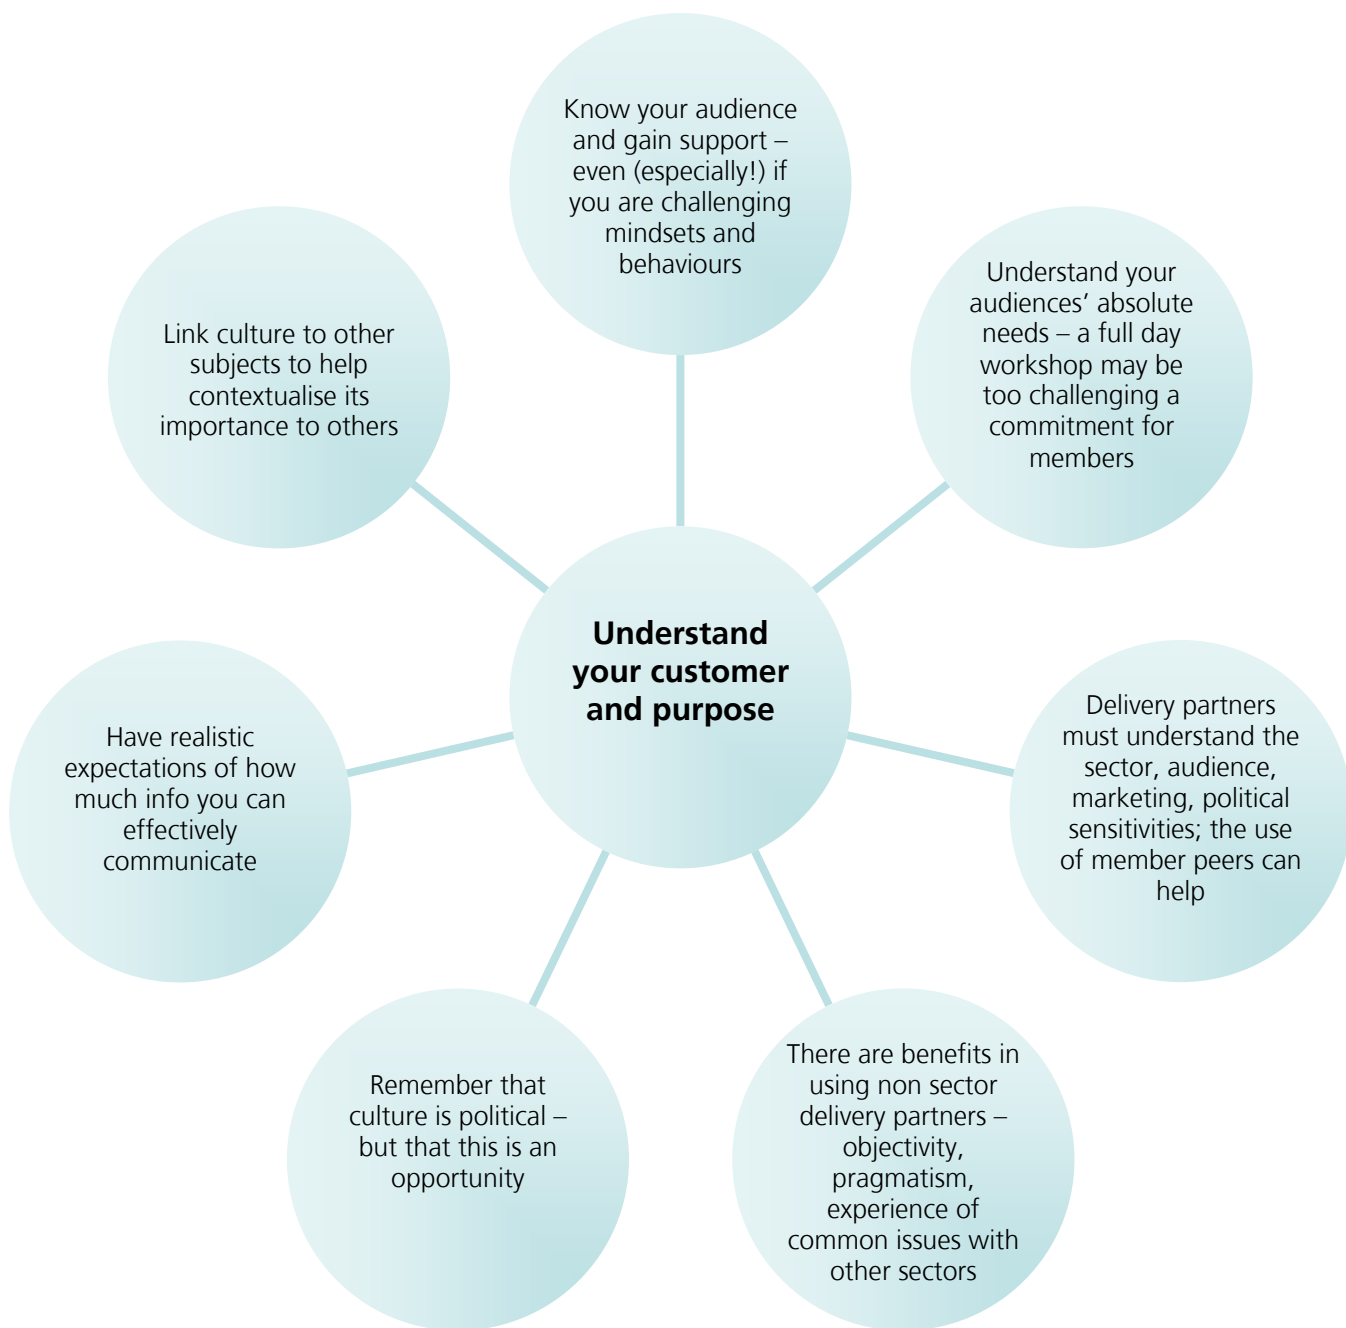 Know your audience
and gain support –
even (especially!) if
you are challenging
mindsets and
behaviours
Understand your
audiences’ absolute
needs – a full day
workshop may be
too challenging a
commitment for
members
Delivery partners
must understand the
sector, audience,
marketing, political
sensitivities; the use
of member peers can
help
There are benefits in
using non sector
delivery partners –
objectivity,
pragmatism,
experience of
common issues with
other sectors
Remember that
culture is political –
but that this is an
opportunity
Have realistic
expectations of how
much info you can
effectively
communicate
Link culture to other
subjects to help
contextualise its
importance to others
Understand
your customer
and purpose